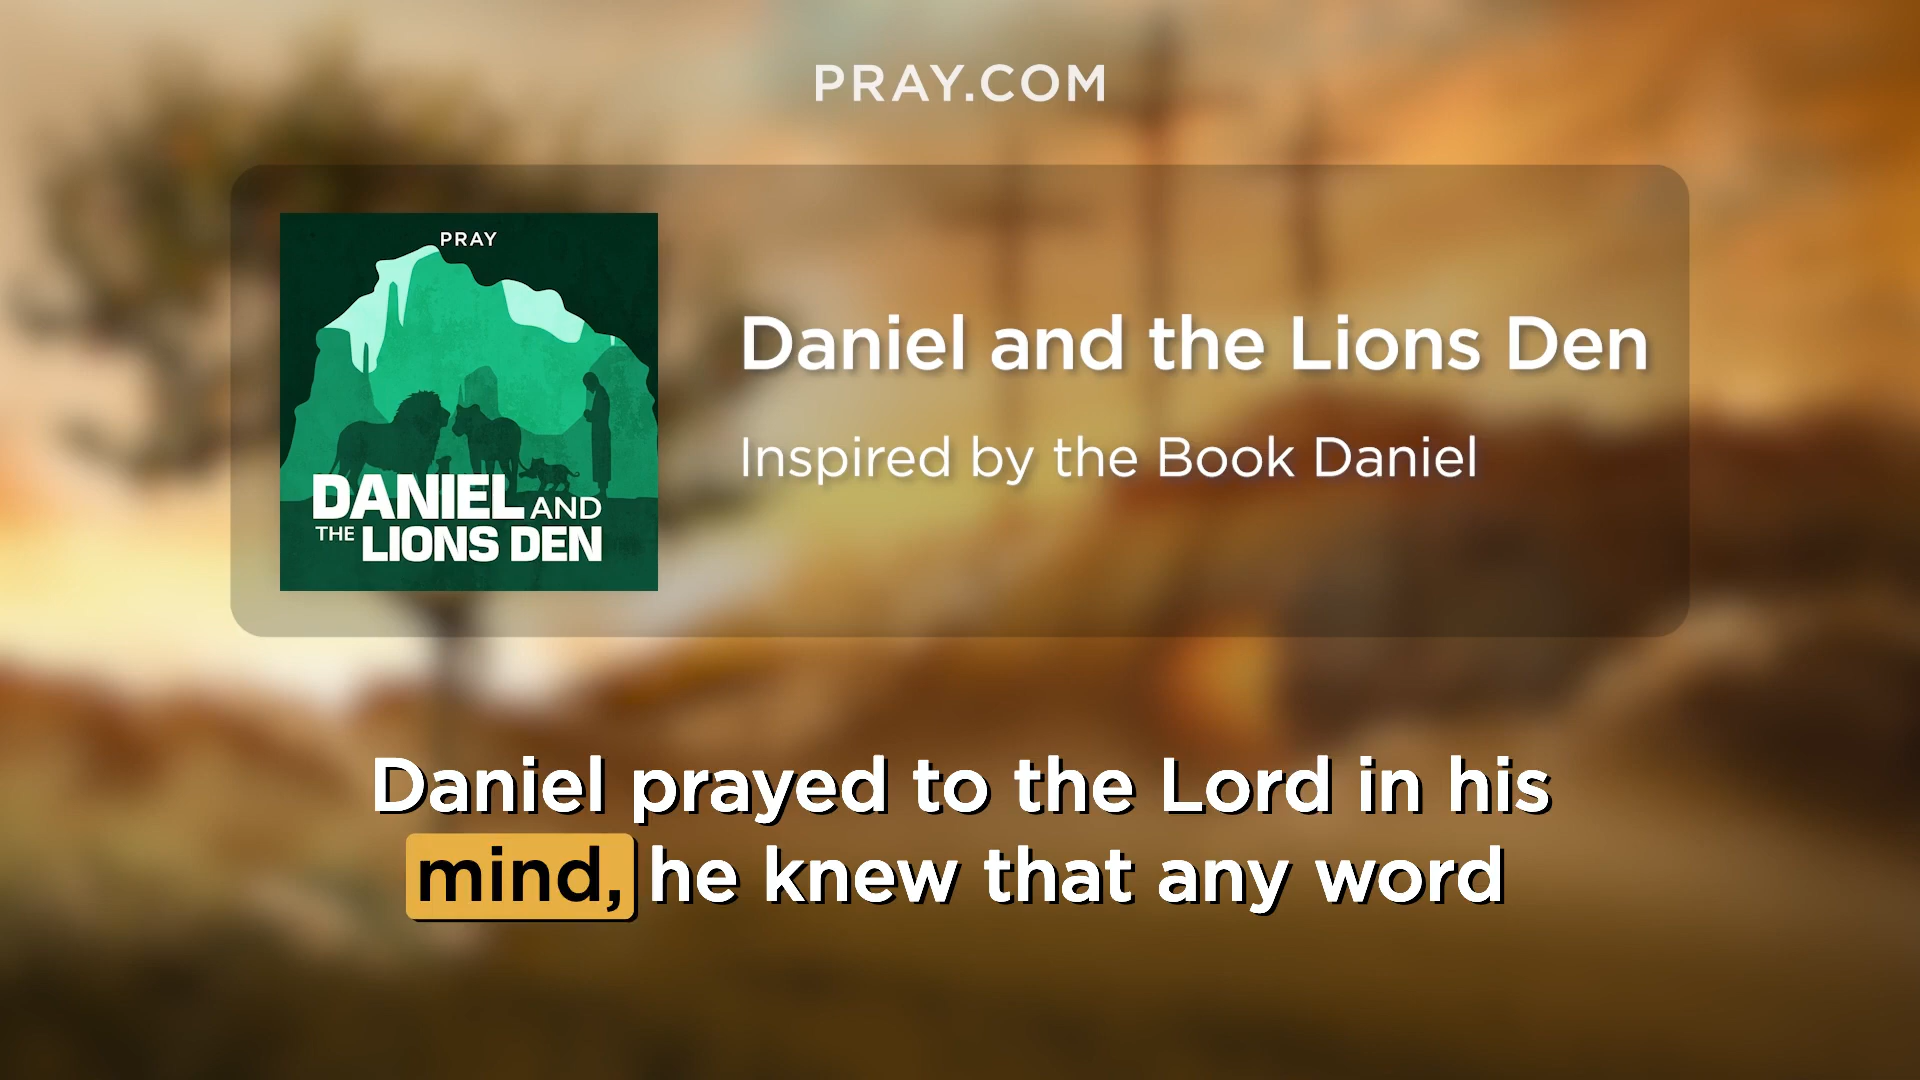 PRAY.COM
PRAY
DANIEL AND
THE LIONS DEN
Daniel and the Lions Den
Inspired by the Book Daniel
Daniel prayed to the Lord in his
mind, he knew that any word